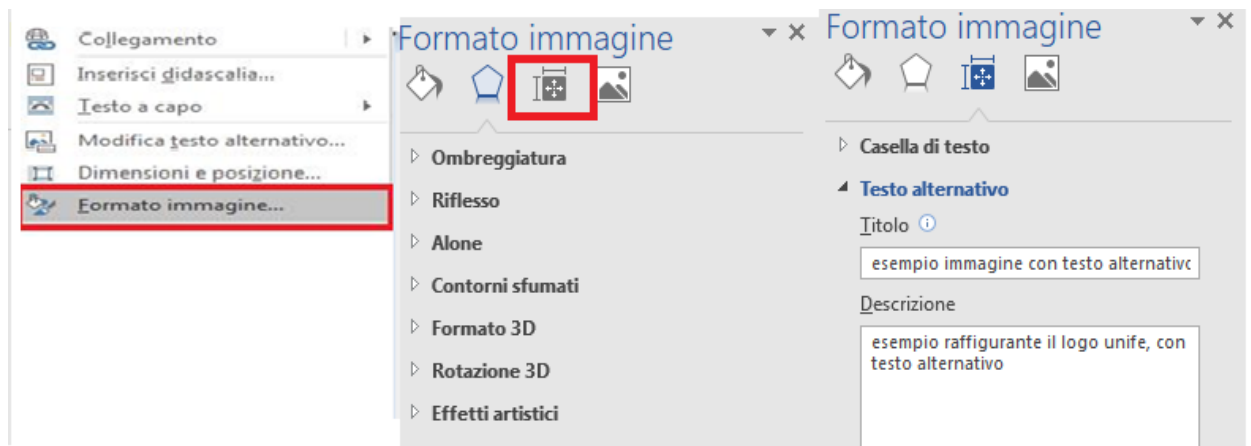 Collegamento
Inserisci didascalia...
Testo a capo
Modifica testo alternativo...
Dimensioni e posizione...
Formato immagine...
Formato immagine
Ombreggiatura
Riflesso
Alone
Contorni sfumati
Formato 3D
Rotazione 3D
Effetti artistici
Formato immagine
Casella di testo
Testo alternativo
Titolo
esempio immagine con testo alternativo
Descrizione
esempio raffigurante il logo unife, con
testo alternativo